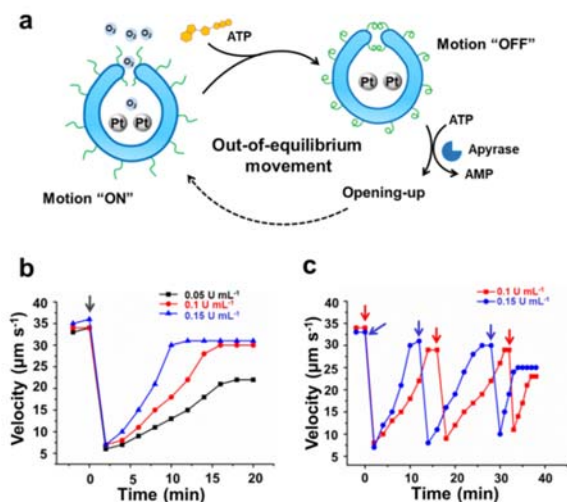 a
O₂
O₂
O₂
O₂
O₂
ATP
Pt
Pt
Motion "ON"
Out-of-equilibrium
movement
Motion "OFF"
Pt
Pt
ATP
Apyrase
AMP
Opening-up
b
0.05 U mL⁻¹
0.1 U mL⁻¹
0.15 U mL⁻¹
Velocity (μm s⁻¹)
40
35
30
25
20
15
10
5
0
5
10
15
20
Time (min)
c
0.1 U mL⁻¹
0.15 U mL⁻¹
Velocity (μm s⁻¹)
40
35
30
25
20
15
10
5
0
10
20
30
40
Time (min)